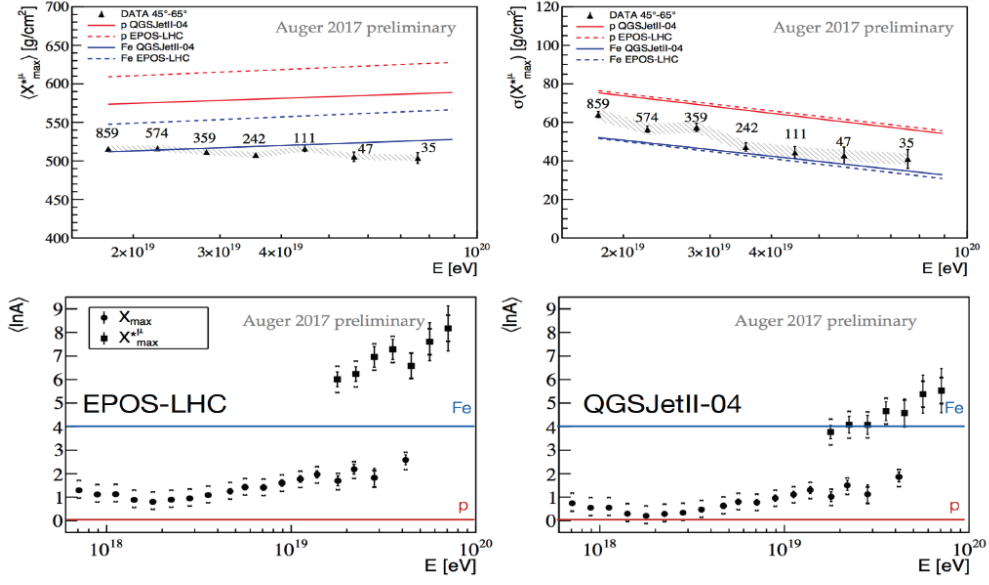 ⟨X*μmax⟩ [g/cm²]
700
650
600
550
500
450
400
DATA 45°-65°
p QGSJetII-04
p EPOS-LHC
Fe QGSJetII-04
Fe EPOS-LHC
Auger 2017 preliminary
859 574 359 242 111 47 35
2×10¹⁹ 3×10¹⁹ 4×10¹⁹ 10²⁰
E [eV]
σ(X*μmax) [g/cm²]
120
100
80
60
40
20
0
DATA 45°-65°
p QGSJetII-04
p EPOS-LHC
Fe QGSJetII-04
Fe EPOS-LHC
Auger 2017 preliminary
859 574 359 242 111 47 35
2×10¹⁹ 3×10¹⁹ 4×10¹⁹ 10²⁰
E [eV]
⟨lnA⟩
9
8
7
6
5
4
3
2
1
0
Xmax
X*μmax
Auger 2017 preliminary
EPOS-LHC
Fe
p
10¹⁸ 10¹⁹ 10²⁰
E [eV]
⟨lnA⟩
9
8
7
6
5
4
3
2
1
0
Auger 2017 preliminary
QGSJetII-04
Fe
p
10¹⁸ 10¹⁹ 10²⁰
E [eV]